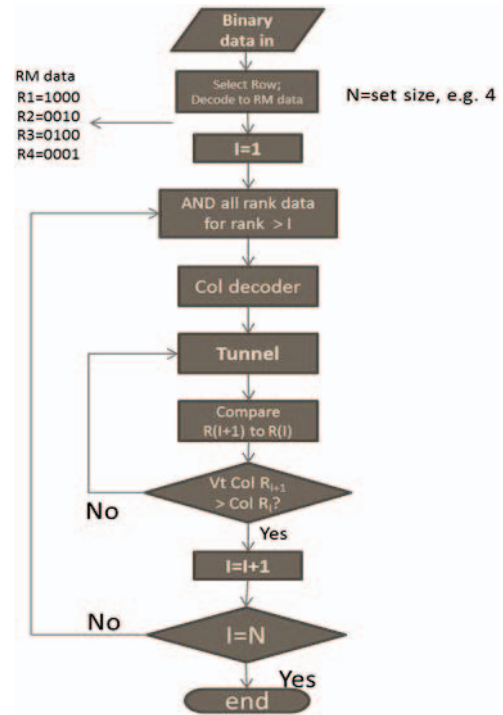 Binary
data in
RM data
R1=1000
R2=0010
R3=0100
R4=0001
Select Row;
Decode to RM data
N=set size, e.g. 4
I=1
AND all rank data
for rank > I
Col decoder
Tunnel
Compare
R(I+1) to R(I)
Vt Col R_{I+1}
> Col R_I?
No
Yes
I=I+1
No
I=N
Yes
end